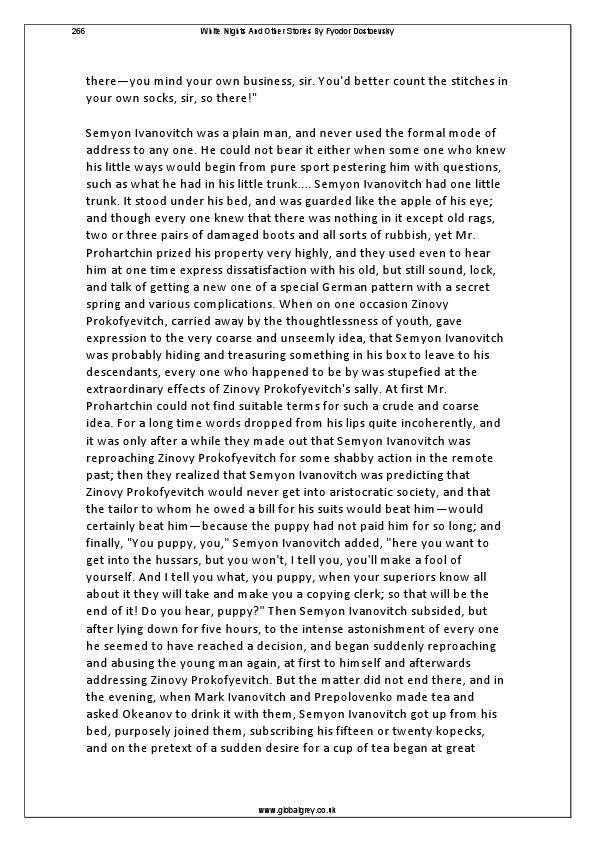 266 White Nights And Other Stories By Fyodor Dostoevsky
there—you mind your own business, sir. You'd better count the stitches in
your own socks, sir, so there!"
Semyon Ivanovitch was a plain man, and never used the formal mode of
address to any one. He could not bear it either when some one who knew
his little ways would begin from pure sport pestering him with questions,
such as what he had in his little trunk.... Semyon Ivanovitch had one little
trunk. It stood under his bed, and was guarded like the apple of his eye;
and though every one knew that there was nothing in it except old rags,
two or three pairs of damaged boots and all sorts of rubbish, yet Mr.
Prohartchin prized his property very highly, and they used even to hear
him at one time express dissatisfaction with his old, but still sound, lock,
and talk of getting a new one of a special German pattern with a secret
spring and various complications. When on one occasion Zinovy
Prokofyevitch, carried away by the thoughtlessness of youth, gave
expression to the very coarse and unseemly idea, that Semyon Ivanovitch
was probably hiding and treasuring something in his box to leave to his
descendants, every one who happened to be by was stupefied at the
extraordinary effects of Zinovy Prokofyevitch's sally. At first Mr.
Prohartchin could not find suitable terms for such a crude and coarse
idea. For a long time words dropped from his lips quite incoherently, and
it was only after a while they made out that Semyon Ivanovitch was
reproaching Zinovy Prokofyevitch for some shabby action in the remote
past; then they realized that Semyon Ivanovitch was predicting that
Zinovy Prokofyevitch would never get into aristocratic society, and that
the tailor to whom he owed a bill for his suits would beat him—would
certainly beat him—because the puppy had not paid him for so long; and
finally, "You puppy, you," Semyon Ivanovitch added, "here you want to
get into the hussars, but you won't, I tell you, you'll make a fool of
yourself. And I tell you what, you puppy, when your superiors know all
about it they will take and make you a copying clerk; so that will be the
end of it! Do you hear, puppy?" Then Semyon Ivanovitch subsided, but
after lying down for five hours, to the intense astonishment of every one
he seemed to have reached a decision, and began suddenly reproaching
and abusing the young man again, at first to himself and afterwards
addressing Zinovy Prokofyevitch. But the matter did not end there, and in
the evening, when Mark Ivanovitch and Prepolovenko made tea and
asked Okeanov to drink it with them, Semyon Ivanovitch got up from his
bed, purposely joined them, subscribing his fifteen or twenty kopecks,
and on the pretext of a sudden desire for a cup of tea began at great
www.globalgrey.co.uk